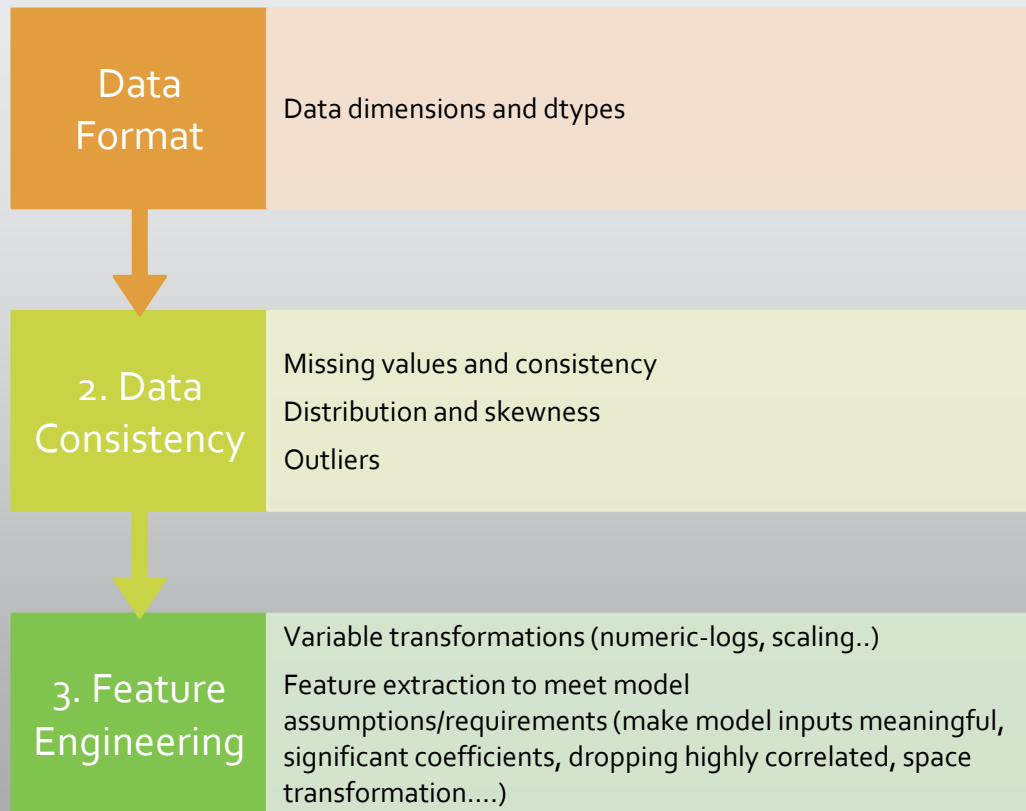 Data
Format
Data dimensions and dtypes
2. Data
Consistency
Missing values and consistency
Distribution and skewness
Outliers
3. Feature
Engineering
Variable transformations (numeric-logs, scaling..)
Feature extraction to meet model
assumptions/requirements (make model inputs meaningful,
significant coefficients, dropping highly correlated, space
transformation....)